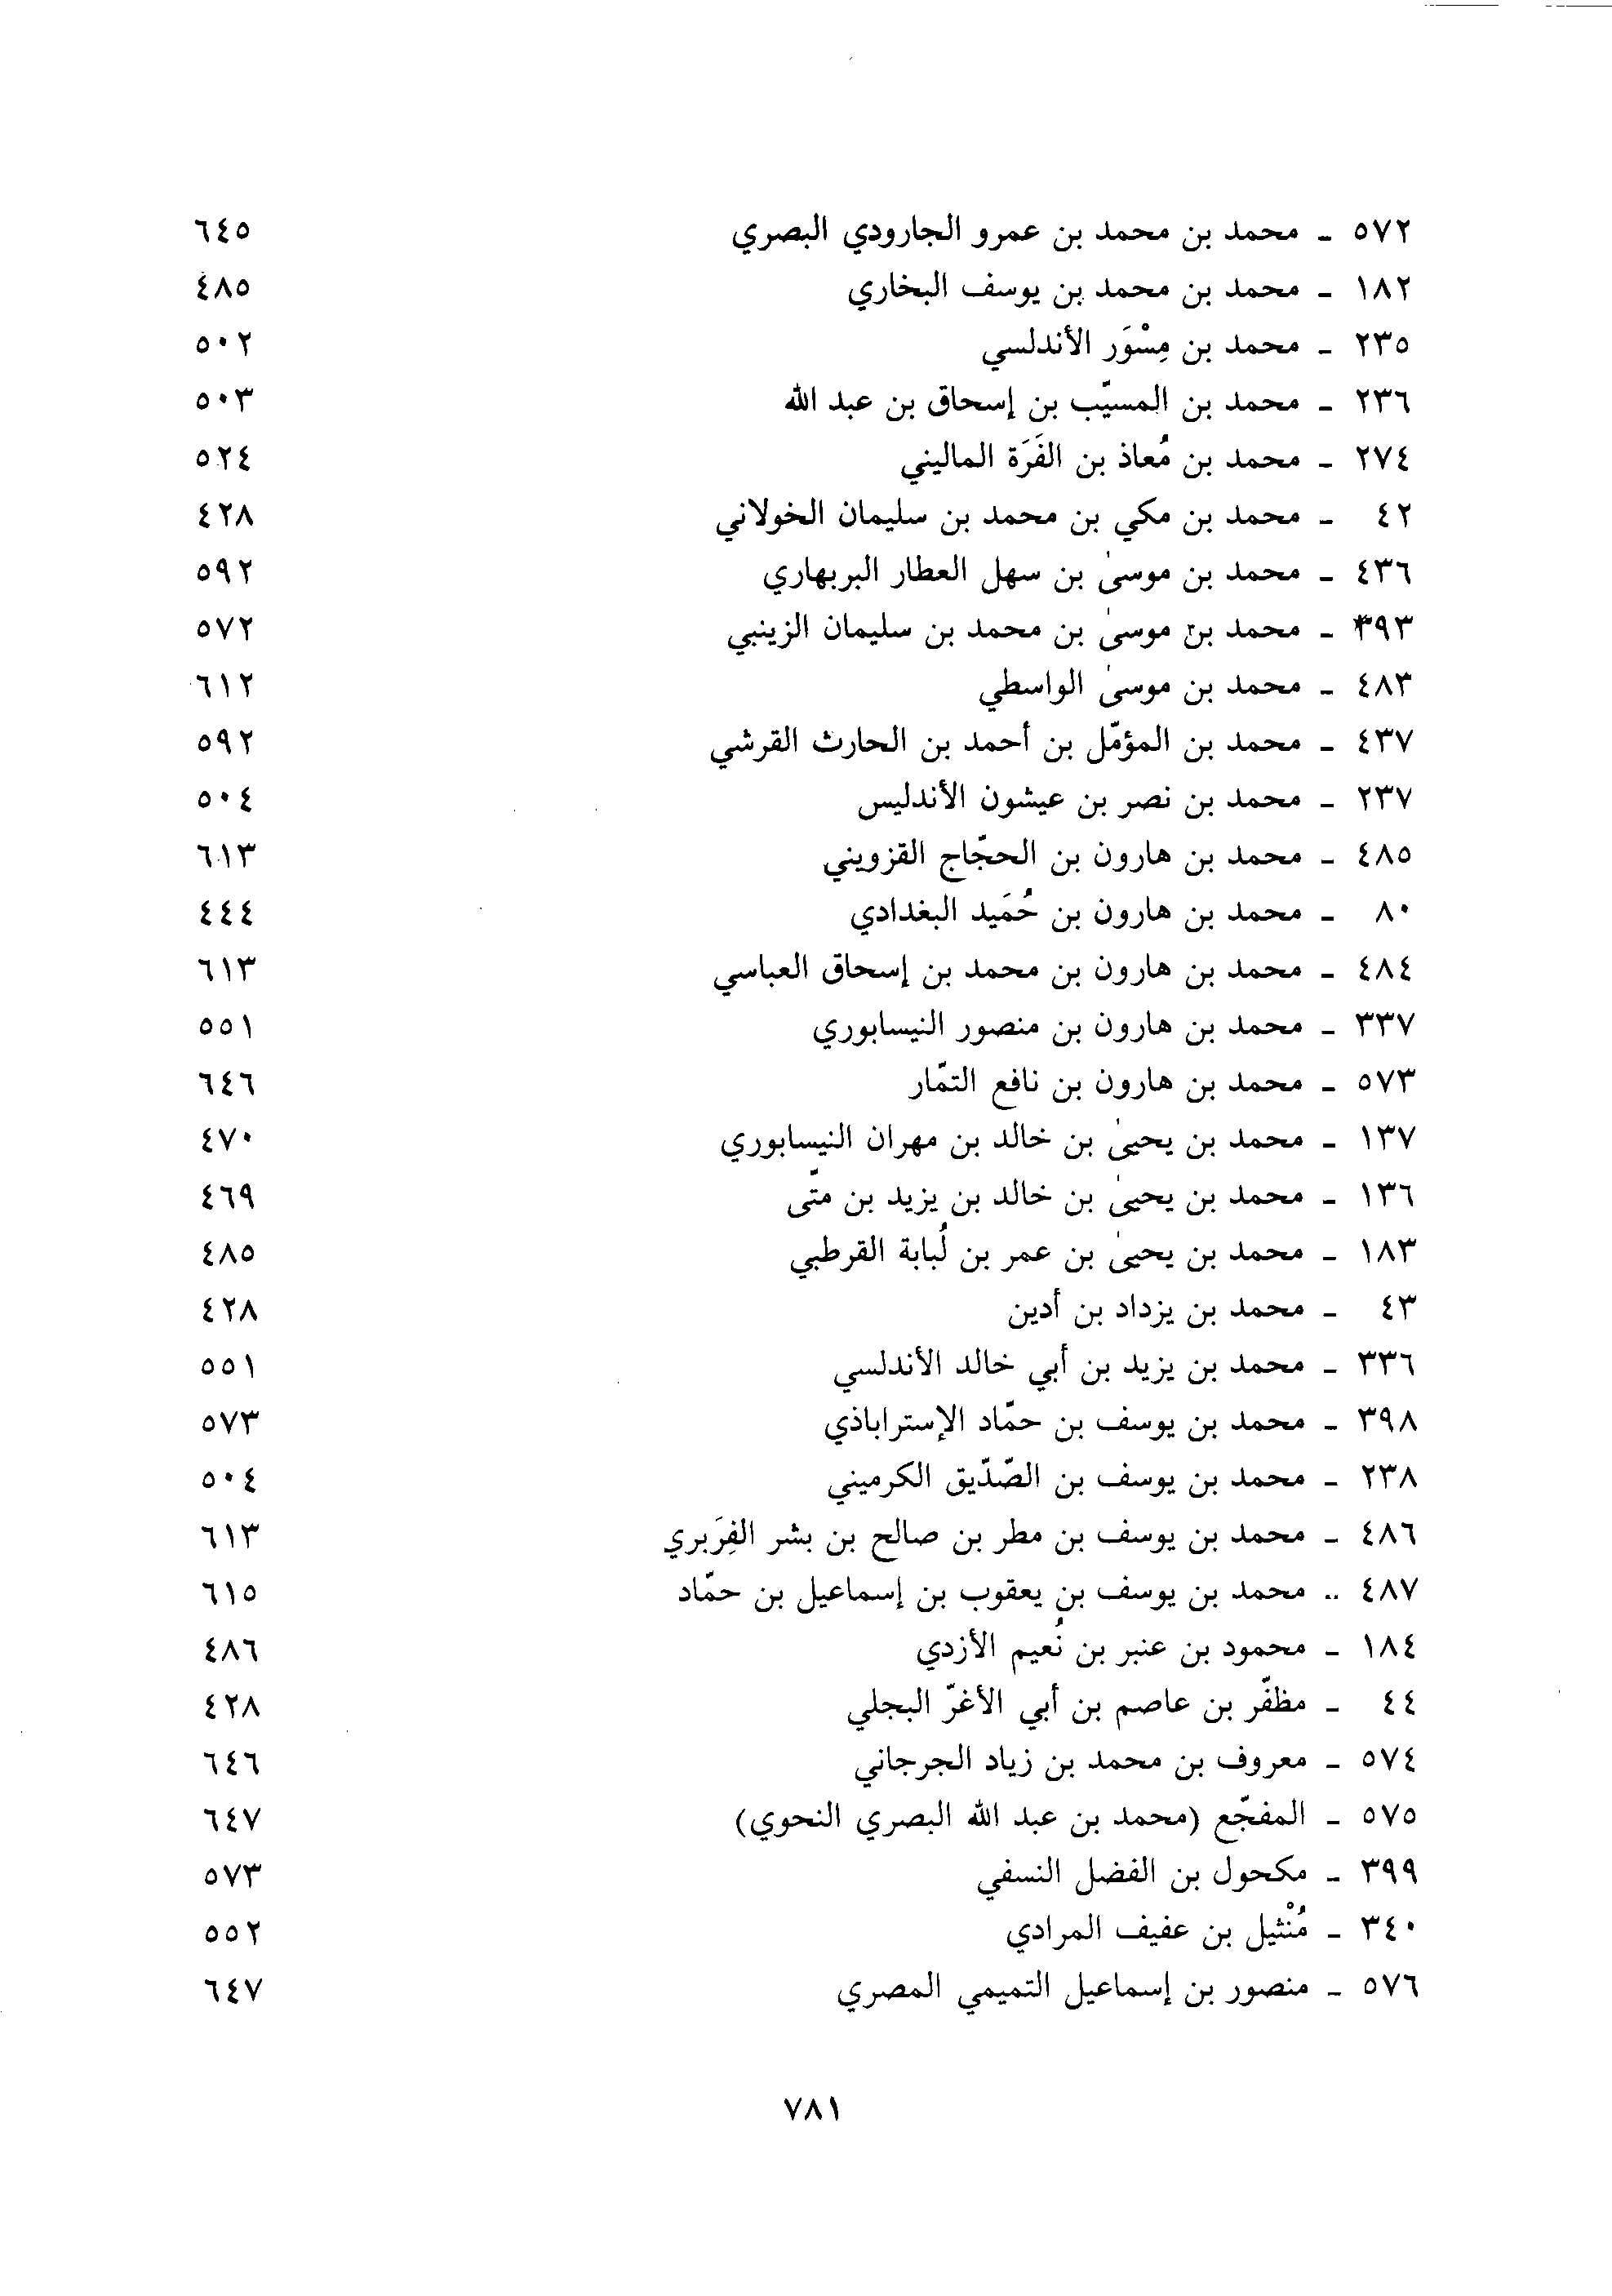 ٥٧٢ - محمد بن محمد بن عمرو الجارودي البصري ٦٤٥
١٨٢ - محمد بن محمد بن يوسف البخاري ٤٨٥
٢٣٥ - محمد بن مِسْوَر الأندلسي ٥٠٢
٢٣٦ - محمد بن المسيّب بن إسحاق بن عبد الله ٥٠٣
٢٧٤ - محمد بن مُعاذ بن الفَرَة الماليني ٥٢٤
٤٢ - محمد بن مكي بن محمد بن سليمان الخولاني ٤٢٨
٤٣٦ - محمد بن موسىٰ بن سهل العطار البربهاري ٥٩٢
٣٩٣ - محمد بن موسىٰ بن محمد بن سليمان الزينبي ٥٧٢
٤٨٣ - محمد بن موسىٰ الواسطي ٦١٢
٤٣٧ - محمد بن المؤمّل بن أحمد بن الحارث القرشي ٥٩٢
٢٣٧ - محمد بن نصر بن عيشون الأندليس ٥٠٤
٤٨٥ - محمد بن هارون بن الحجّاج القزويني ٦١٣
٨٠ - محمد بن هارون بن حُمَيد البغدادي ٤٤٤
٤٨٤ - محمد بن هارون بن محمد بن إسحاق العباسي ٦١٣
٣٣٧ - محمد بن هارون بن منصور النيسابوري ٥٥١
٥٧٣ - محمد بن هارون بن نافع التمّار ٦٤٦
١٣٧ - محمد بن يحيىٰ بن خالد بن مهران النيسابوري ٤٧٠
١٣٦ - محمد بن يحيىٰ بن خالد بن يزيد بن متّى ٤٦٩
١٨٣ - محمد بن يحيىٰ بن عمر بن لُبابة القرطبي ٤٨٥
٤٣ - محمد بن يزداد بن أدين ٤٢٨
٣٣٦ - محمد بن يزيد بن أبي خالد الأندلسي ٥٥١
٣٩٨ - محمد بن يوسف بن حمّاد الإستراباذي ٥٧٣
٢٣٨ - محمد بن يوسف بن الصّدّيق الكرميني ٥٠٤
٤٨٦ - محمد بن يوسف بن مطر بن صالح بن بشر الفِرَبري ٦١٣
٤٨٧ .. محمد بن يوسف بن يعقوب بن إسماعيل بن حمّاد ٦١٥
١٨٤ - محمود بن عنبر بن نُعيم الأزدي ٤٨٦
٤٤ - مظفّر بن عاصم بن أبي الأغرّ البجلي ٤٢٨
٥٧٤ - معروف بن محمد بن زياد الجرجاني ٦٤٦
٥٧٥ - المفجّع (محمد بن عبد الله البصري النحوي) ٦٤٧
٣٩٩ - مكحول بن الفضل النسفي ٥٧٣
٣٤٠ - مُنْثيل بن عفيف المرادي ٥٥٢
٥٧٦ - منصور بن إسماعيل التميمي المصري ٦٤٧
٧٨١